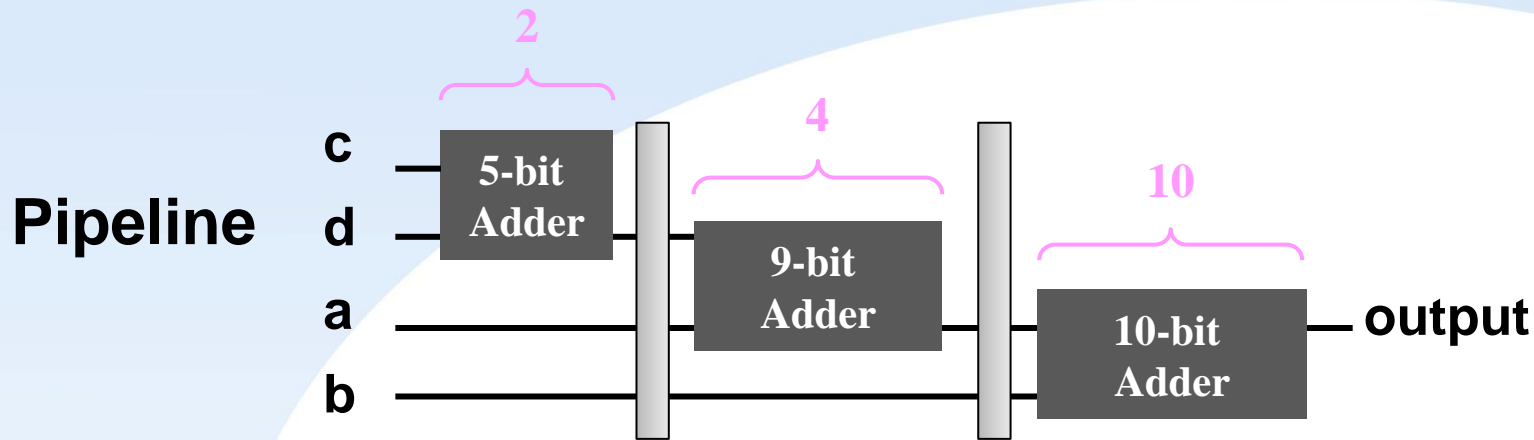 2
4
10
c
5-bit
Adder
Pipeline
d
9-bit
Adder
a
10-bit
Adder
output
b